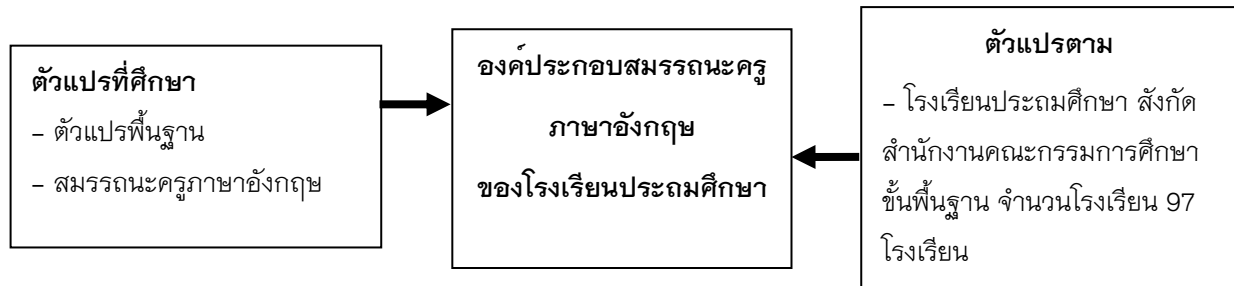 ตัวแปรที่ศึกษา
– ตัวแปรพื้นฐาน
– สมรรถนะครูภาษาอังกฤษ
องค์ประกอบสมรรถนะครู
ภาษาอังกฤษ
ของโรงเรียนประถมศึกษา
ตัวแปรตาม
– โรงเรียนประถมศึกษา สังกัด
สำนักงานคณะกรรมการศึกษา
ขั้นพื้นฐาน จำนวนโรงเรียน 97
โรงเรียน